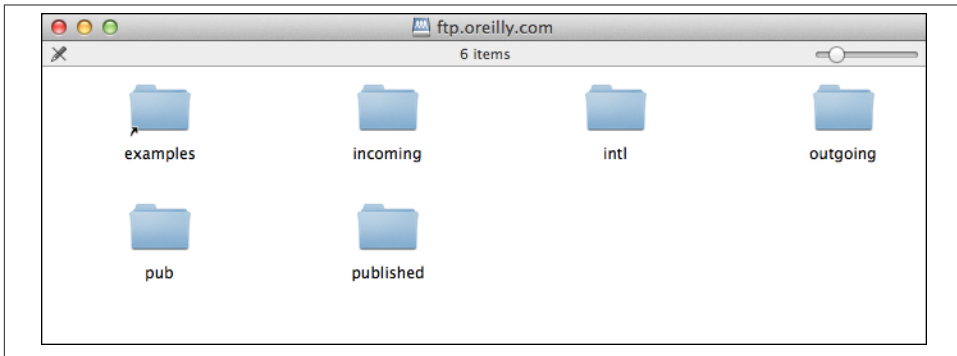 ftp.oreilly.com
6 items
examples incoming intl outgoing
pub published